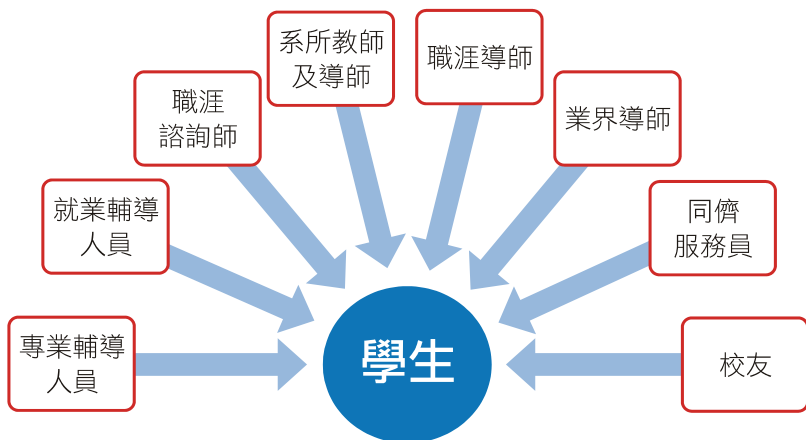 系所教師
及導師
職涯導師
職涯
諮詢師
業界導師
就業輔導
人員
同儕
服務員
專業輔導
人員
學生
校友